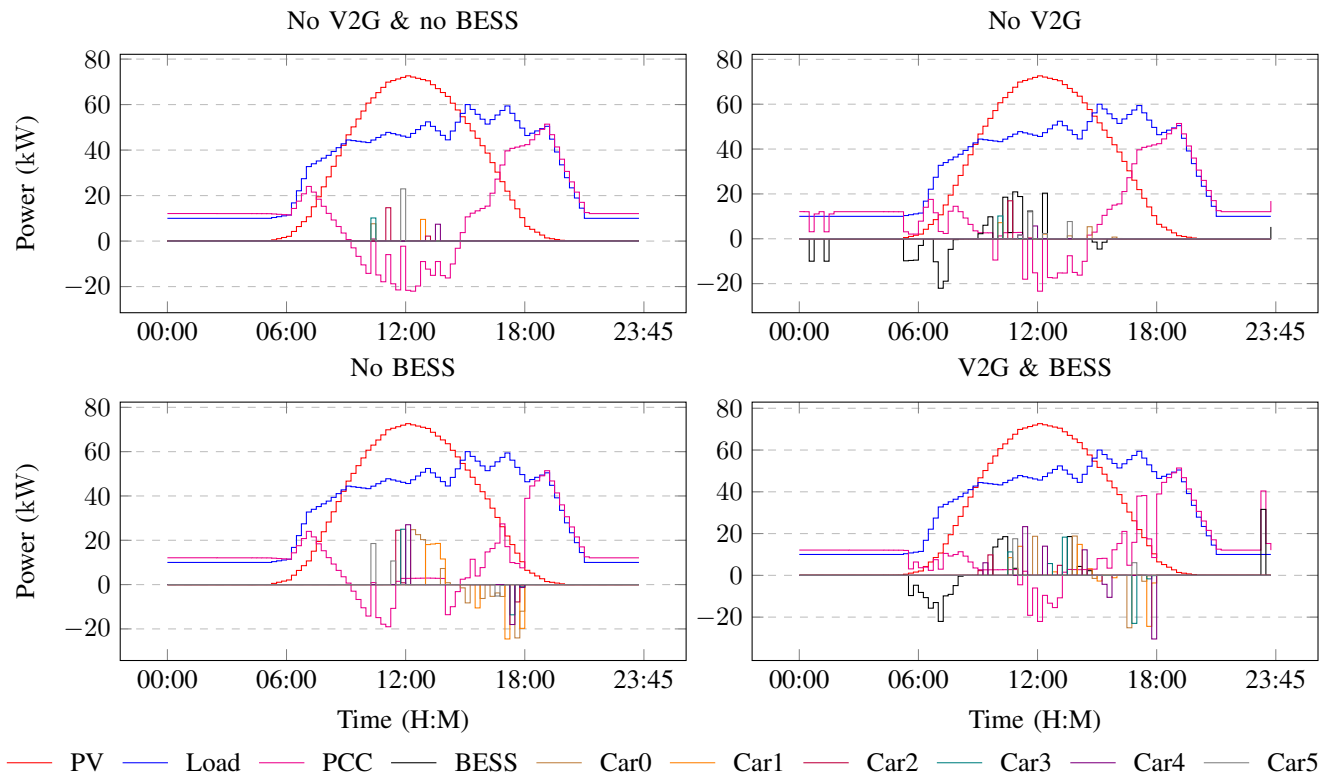 No V2G & no BESS
No V2G
80
60
40
20
0
−20
Power (kW)
00:00 06:00 12:00 18:00 23:45
80
60
40
20
0
−20
00:00 06:00 12:00 18:00 23:45
No BESS
V2G & BESS
80
60
40
20
0
−20
Power (kW)
00:00 06:00 12:00 18:00 23:45
Time (H:M)
80
60
40
20
0
−20
00:00 06:00 12:00 18:00 23:45
Time (H:M)
PV Load PCC BESS Car0 Car1 Car2 Car3 Car4 Car5